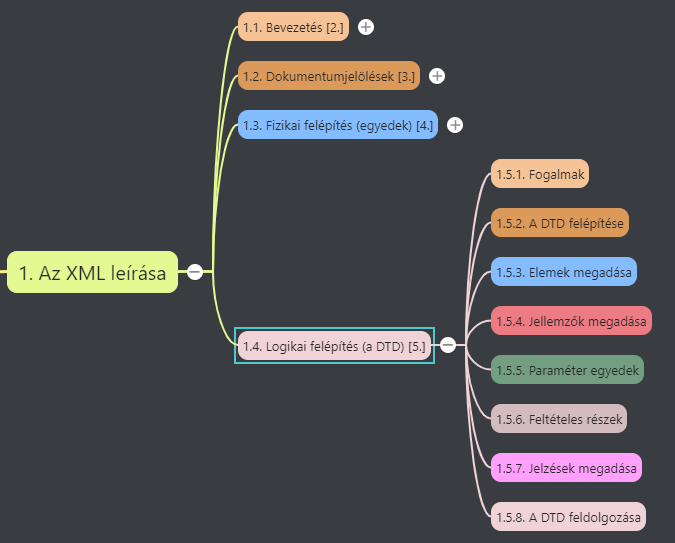 1. Az XML leírása
1.1. Bevezetés [2.]
1.2. Dokumentumjelölések [3.]
1.3. Fizikai felépítés (egyedek) [4.]
1.4. Logikai felépítés (a DTD) [5.]
1.5.1. Fogalmak
1.5.2. A DTD felépítése
1.5.3. Elemek megadása
1.5.4. Jellemzők megadása
1.5.5. Paraméter egyedek
1.5.6. Feltételes részek
1.5.7. Jelzések megadása
1.5.8. A DTD feldolgozása